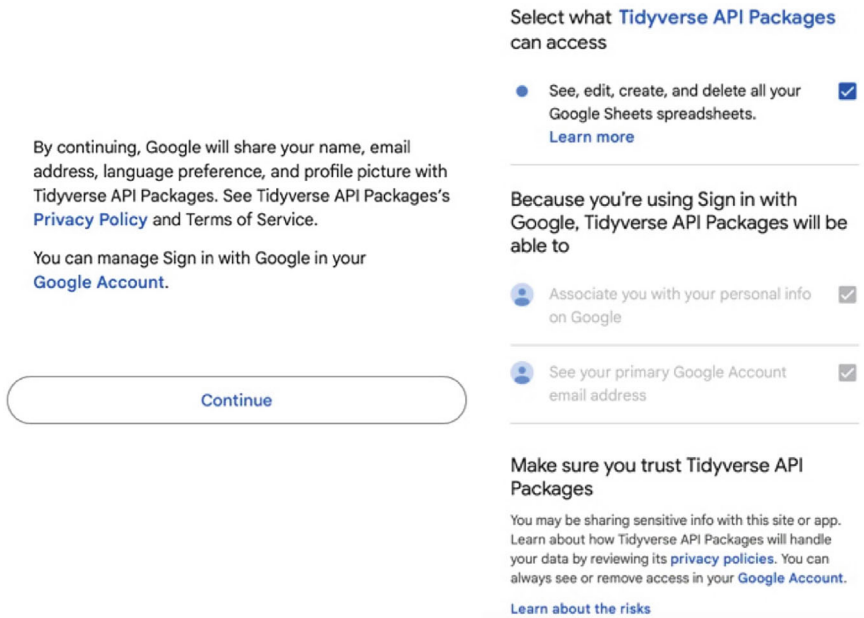 By continuing, Google will share your name, email
address, language preference, and profile picture with
Tidyverse API Packages. See Tidyverse API Packages's
Privacy Policy and Terms of Service.
You can manage Sign in with Google in your
Google Account.
Continue
Select what Tidyverse API Packages
can access
See, edit, create, and delete all your
Google Sheets spreadsheets.
Learn more
Because you're using Sign in with
Google, Tidyverse API Packages will be
able to
Associate you with your personal info
on Google
See your primary Google Account
email address
Make sure you trust Tidyverse API
Packages
You may be sharing sensitive info with this site or app.
Learn about how Tidyverse API Packages will handle
your data by reviewing its privacy policies. You can
always see or remove access in your Google Account.
Learn about the risks